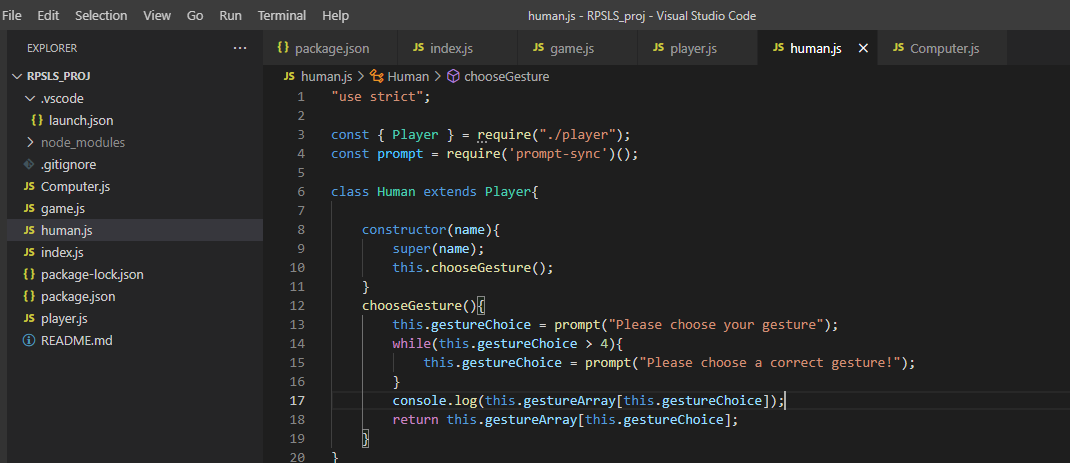 File Edit Selection View Go Run Terminal Help human.js - RPSLS_proj - Visual Studio Code
EXPLORER ...
package.json JS index.js JS game.js JS player.js JS human.js × JS Computer.js
RPSLS_PROJ
.vscode
launch.json
node_modules
.gitignore
JS Computer.js
JS game.js
JS human.js
JS index.js
{} package-lock.json
{} package.json
JS player.js
README.md
JS human.js > Human > chooseGesture
1 "use strict";
2
3 const { Player } = require("./player");
4 const prompt = require('prompt-sync')();
5
6 class Human extends Player{
7
8 constructor(name){
9 super(name);
10 this.chooseGesture();
11 }
12 chooseGesture(){
13 this.gestureChoice = prompt("Please choose your gesture");
14 while(this.gestureChoice > 4){
15 this.gestureChoice = prompt("Please choose a correct gesture!");
16 }
17 console.log(this.gestureArray[this.gestureChoice]);
18 return this.gestureArray[this.gestureChoice];
19 }
20 }